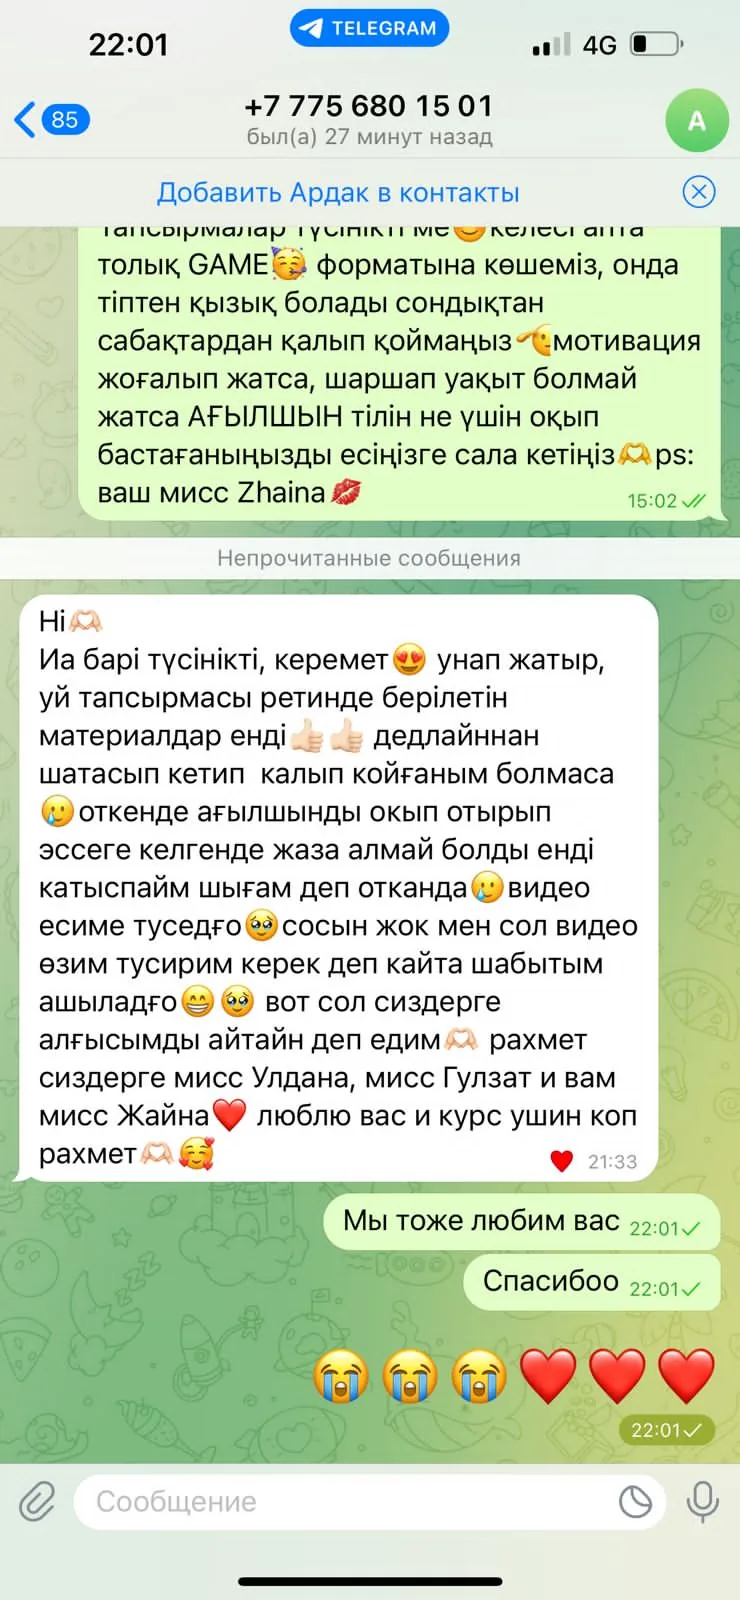 22:01
TELEGRAM
4G
85
+7 775 680 15 01
был(а) 27 минут назад
А
Добавить Ардак в контакты
тапсырмалар түсінікті ме😊келесі апта
толық GAME🥳 форматына көшеміз, онда
тіптен қызық болады сондықтан
сабақтардан қалып қоймаңыз🫡мотивация
жоғалып жатса, шаршап уақыт болмай
жатса АҒЫЛШЫН тілін не үшін оқып
бастағаныңызды есіңізге сала кетіңіз🫶ps:
ваш мисс Zhaina💋
15:02
Непрочитанные сообщения
Hi🫶🏻
Иа барі түсінікті, керемет😍 унап жатыр,
уй тапсырмасы ретинде берілетін
материалдар енді👍🏻👍🏻 дедлайннан
шатасып кетип калып койғаным болмаса
🥲откенде ағылшынды окып отырып
эссеге келгенде жаза алмай болды енді
катыспайм шығам деп отканда🥲видео
есиме туседғо🥹сосын жок мен сол видео
өзим тусирим керек деп кайта шабытым
ашыладғо😁🥹 вот сол сиздерге
алғысымды айтайн деп едим🫶🏻 рахмет
сиздерге мисс Улдана, мисс Гулзат и вам
мисс Жайна❤️ люблю вас и курс ушин коп
рахмет🫶🏻🥰
❤️ 21:33
Мы тоже любим вас 22:01
Спасибоо 22:01
😭😭😭❤️❤️❤️
22:01
Сообщение